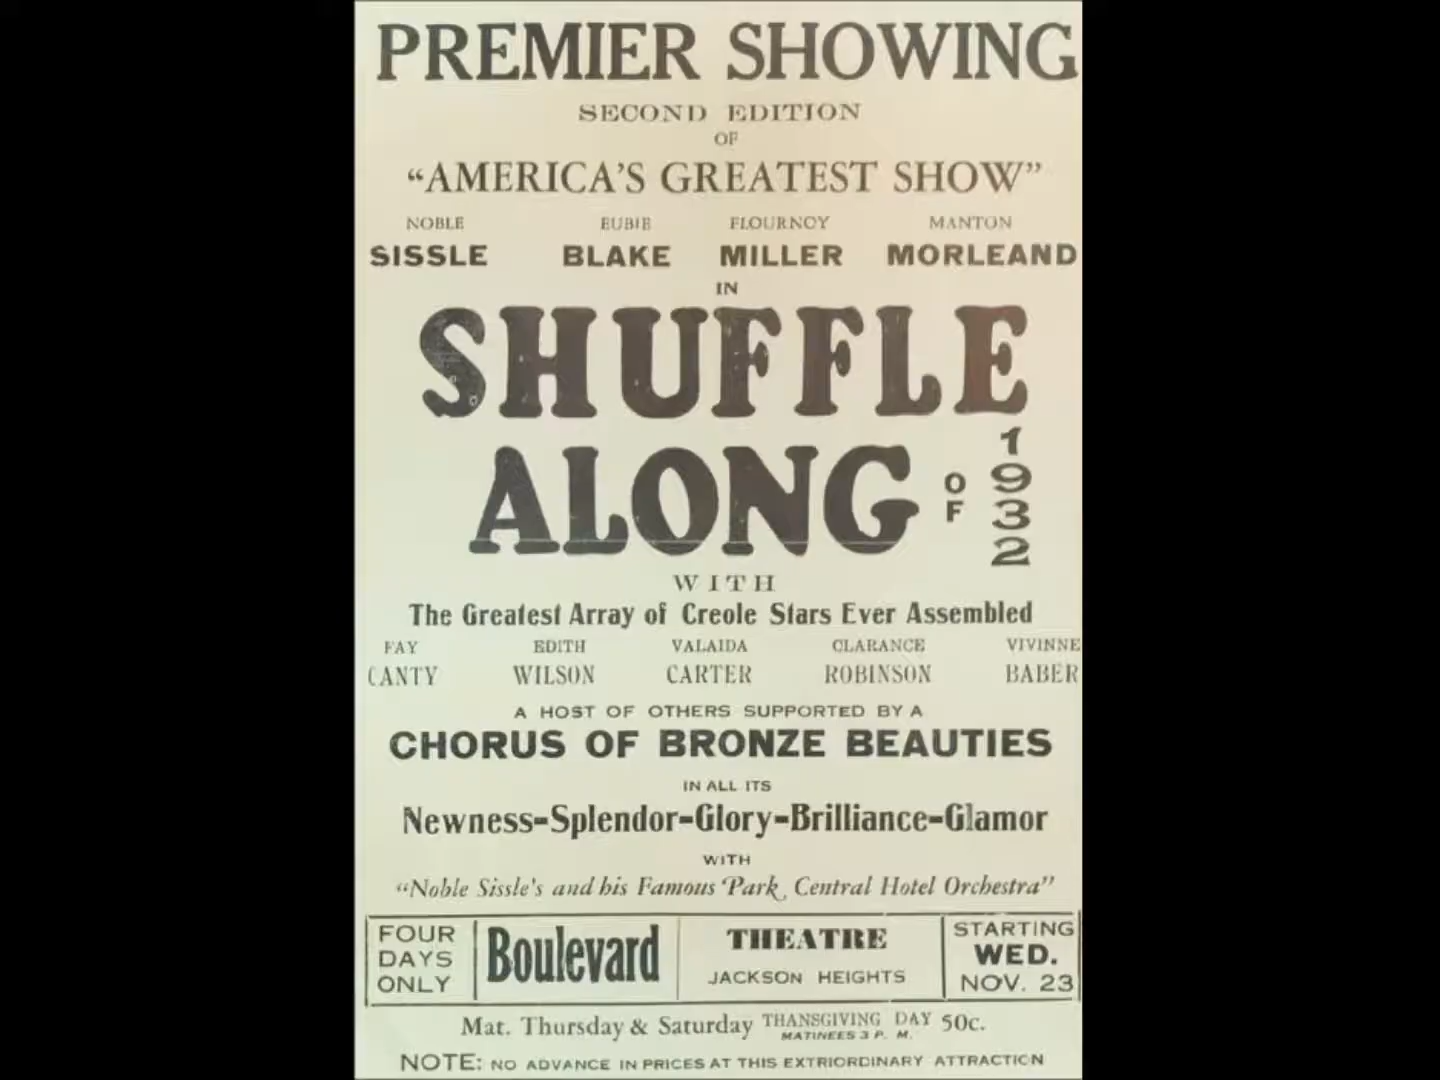 PREMIER SHOWING
SECOND EDITION
OF
“AMERICA'S GREATEST SHOW”
NOBLE EUBIE FLOURNOY MANTON
SISSLE BLAKE MILLER MORLEAND
IN
SHUFFLE
ALONG OF 1932
WITH
The Greatest Array of Creole Stars Ever Assembled
FAY EDITH VALAIDA CLARANCE VIVINNE
CANTY WILSON CARTER ROBINSON BABER
A HOST OF OTHERS SUPPORTED BY A
CHORUS OF BRONZE BEAUTIES
IN ALL ITS
Newness-Splendor-Glory-Brilliance-Glamor
WITH
“Noble Sissle's and his Famous Park Central Hotel Orchestra”
FOUR DAYS ONLY
Boulevard
THEATRE
JACKSON HEIGHTS
STARTING
WED.
NOV. 23
Mat. Thursday & Saturday THANSGIVING DAY MATINEES 3 P. M. 50c.
NOTE: NO ADVANCE IN PRICES AT THIS EXTRIORDINARY ATTRACTION